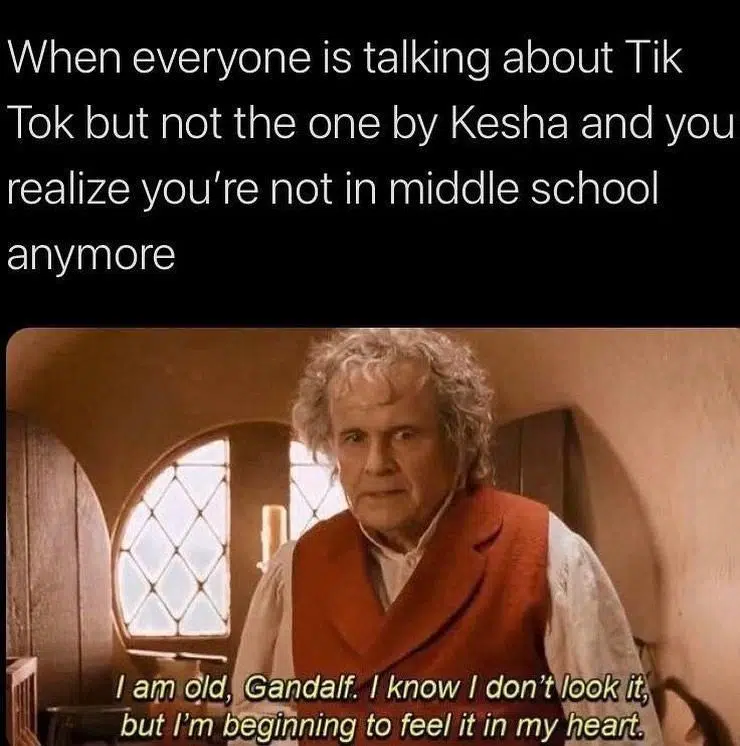 When everyone is talking about Tik
Tok but not the one by Kesha and you
realize you're not in middle school
anymore
I am old, Gandalf. I know I don't look it,
but I'm beginning to feel it in my heart.